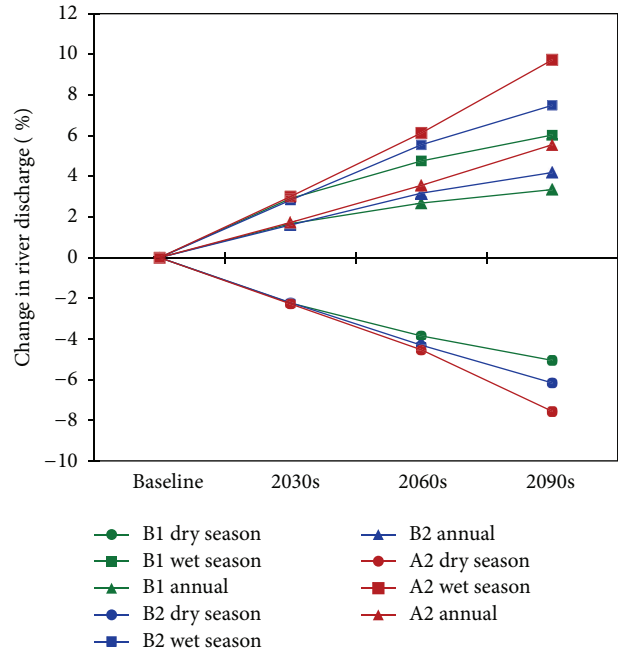 12
10
8
6
4
2
0
−2
−4
−6
−8
−10
Change in river discharge ( %)
Baseline 2030s 2060s 2090s
B1 dry season
B1 wet season
B1 annual
B2 dry season
B2 wet season
B2 annual
A2 dry season
A2 wet season
A2 annual